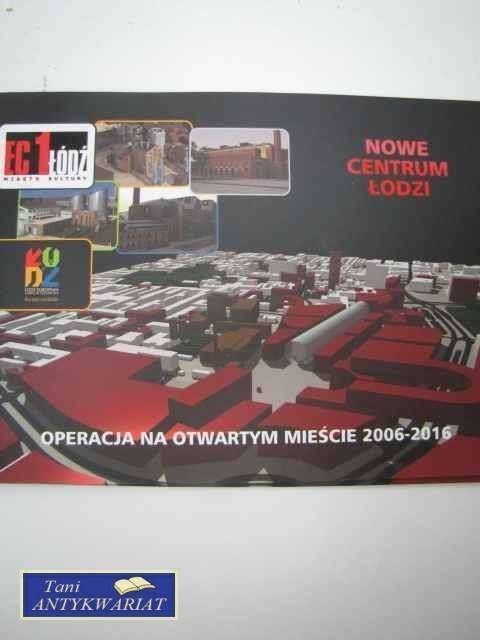 EC1 ŁÓDŹ
MIASTO KULTURY
NOWE
CENTRUM
ŁODZI
OPERACJA NA OTWARTYM MIEŚCIE 2006-2016
Tani
ANTYKWARIAT